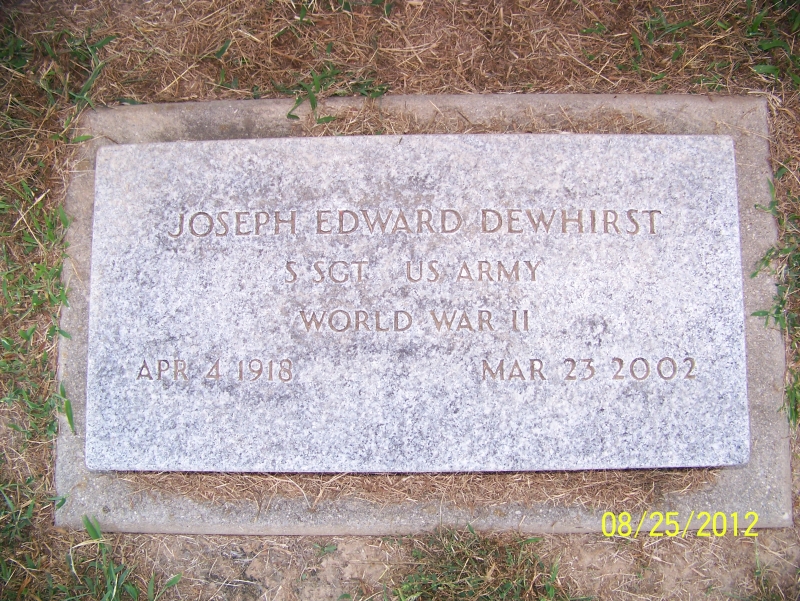 JOSEPH EDWARD DEWHIRST
S SGT US ARMY
WORLD WAR II
APR 4 1918 MAR 23 2002
08/25/2012